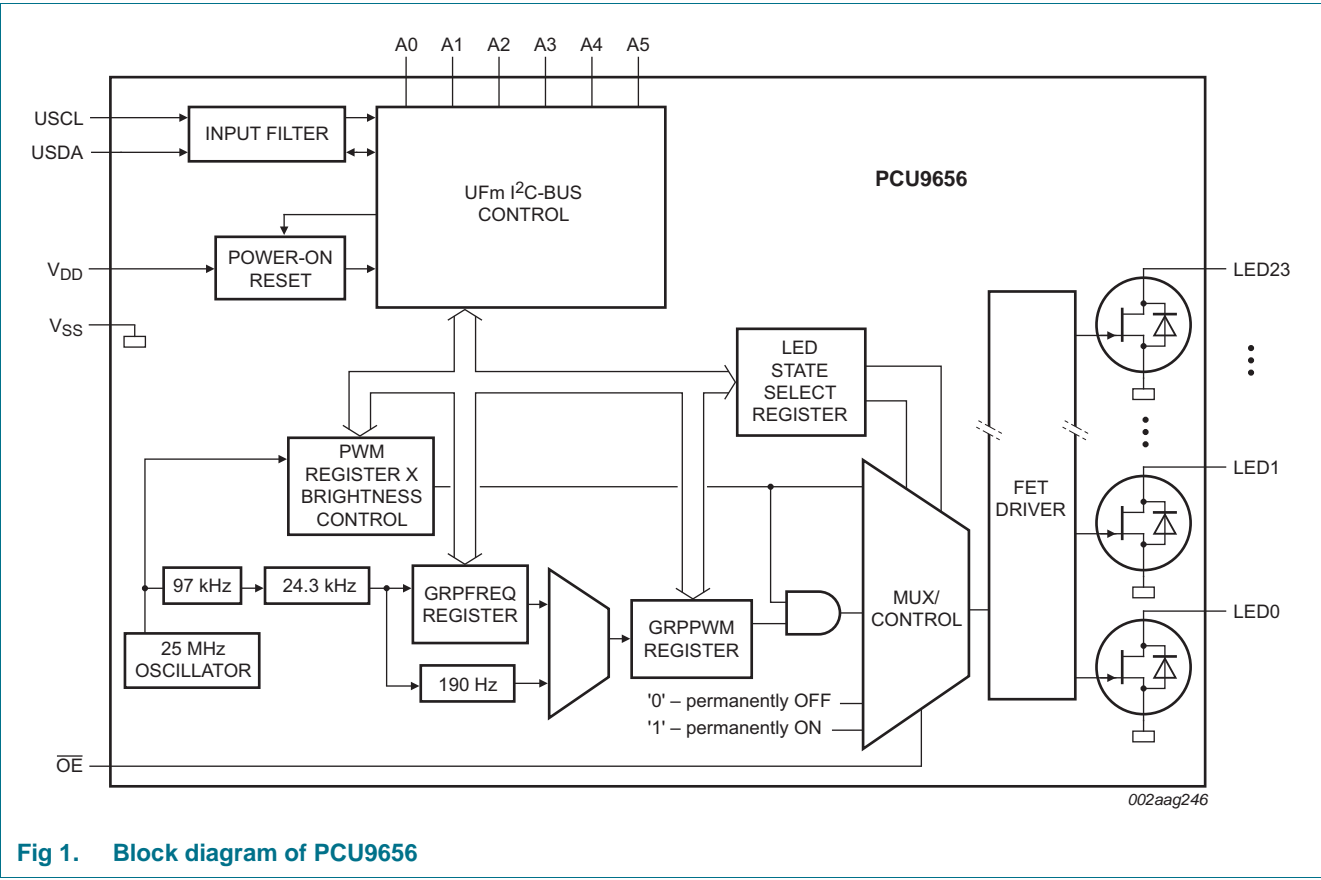 A0 A1 A2 A3 A4 A5
USCL
USDA
INPUT FILTER
UFm I2C-BUS
CONTROL
PCU9656
VDD
POWER-ON
RESET
VSS
LED23
LED
STATE
SELECT
REGISTER
PWM
REGISTER X
BRIGHTNESS
CONTROL
FET
DRIVER
LED1
97 kHz
24.3 kHz
GRPFREQ
REGISTER
GRPPWM
REGISTER
MUX/
CONTROL
LED0
25 MHz
OSCILLATOR
190 Hz
'0' – permanently OFF
'1' – permanently ON
OE
002aag246
Fig 1. Block diagram of PCU9656